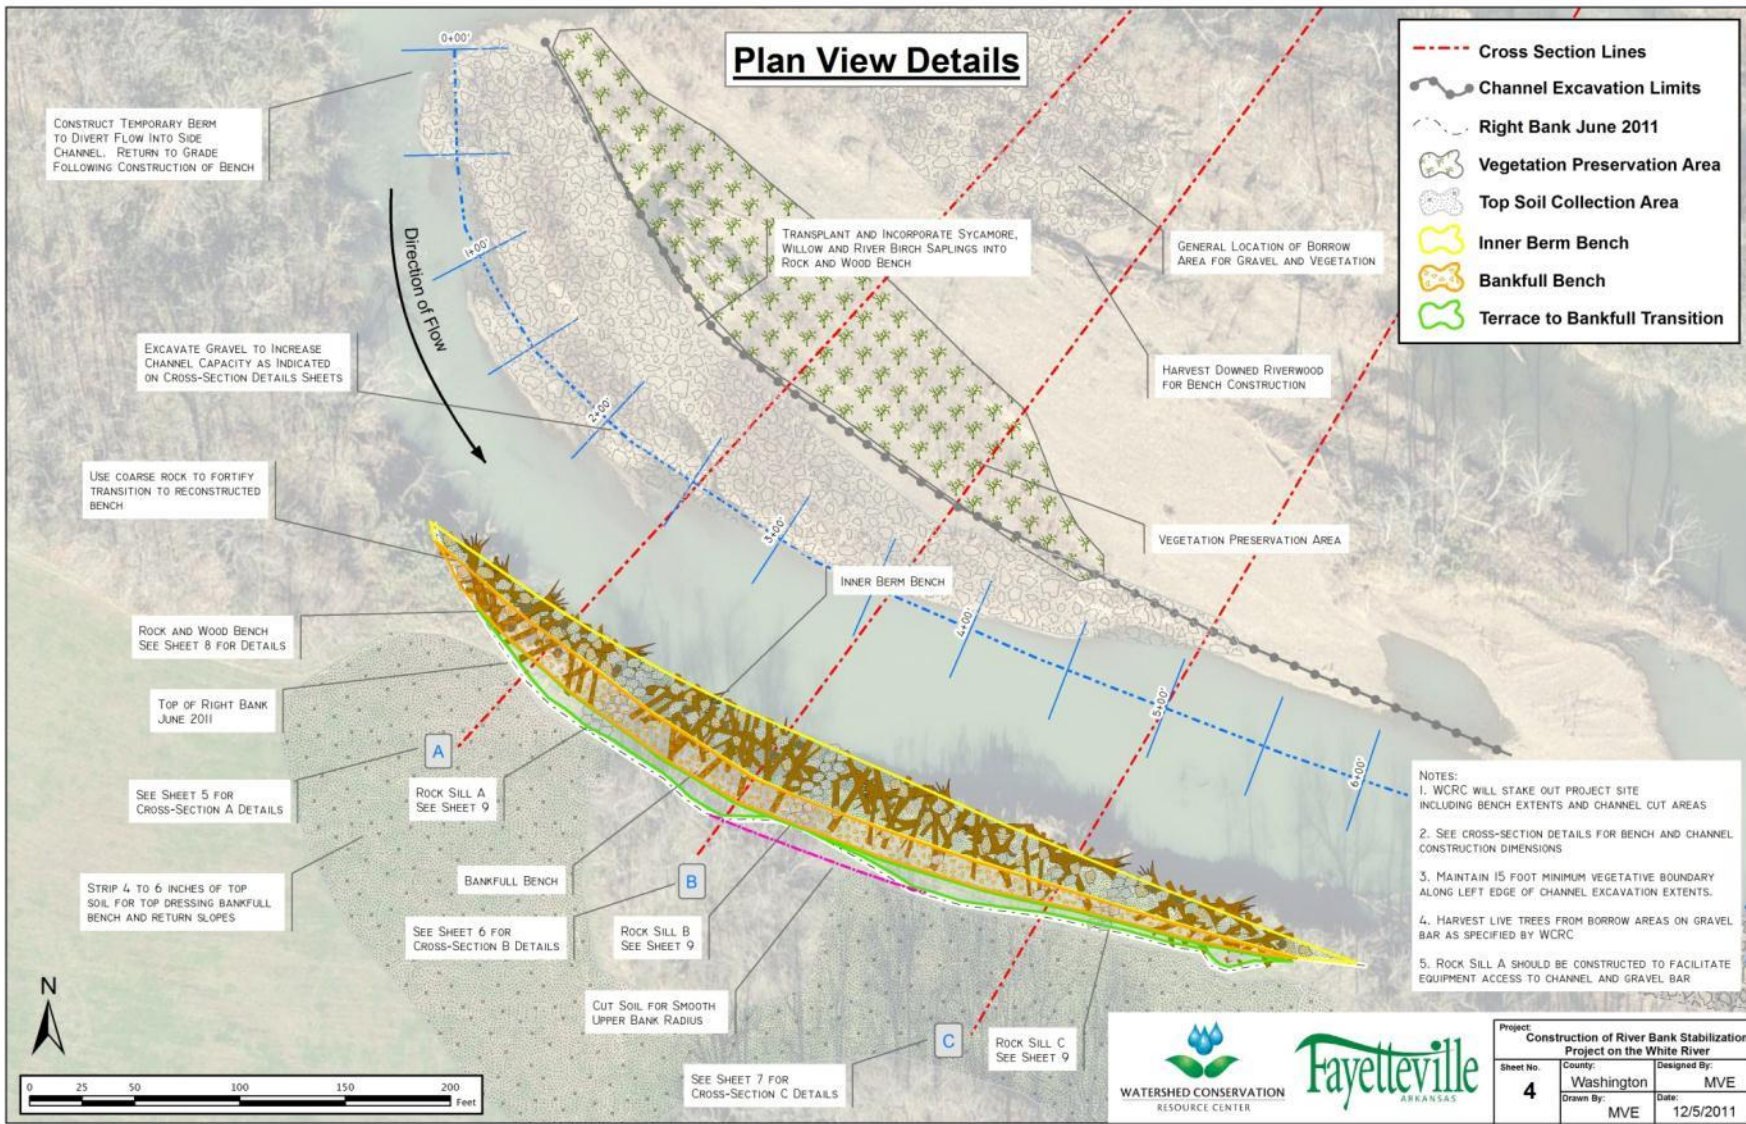 Plan View Details
Cross Section Lines
Channel Excavation Limits
Right Bank June 2011
Vegetation Preservation Area
Top Soil Collection Area
Inner Berm Bench
Bankfull Bench
Terrace to Bankfull Transition
0+00'
1+00'
2+00'
3+00'
4+00'
5+00'
6+00'
CONSTRUCT TEMPORARY BERM
TO DIVERT FLOW INTO SIDE
CHANNEL. RETURN TO GRADE
FOLLOWING CONSTRUCTION OF BENCH
Direction of Flow
TRANSPLANT AND INCORPORATE SYCAMORE,
WILLOW AND RIVER BIRCH SAPLINGS INTO
ROCK AND WOOD BENCH
GENERAL LOCATION OF BORROW
AREA FOR GRAVEL AND VEGETATION
EXCAVATE GRAVEL TO INCREASE
CHANNEL CAPACITY AS INDICATED
ON CROSS-SECTION DETAILS SHEETS
HARVEST DOWNED RIVERWOOD
FOR BENCH CONSTRUCTION
USE COARSE ROCK TO FORTIFY
TRANSITION TO RECONSTRUCTED
BENCH
VEGETATION PRESERVATION AREA
INNER BERM BENCH
ROCK AND WOOD BENCH
SEE SHEET 8 FOR DETAILS
TOP OF RIGHT BANK
JUNE 2011
A
SEE SHEET 5 FOR
CROSS-SECTION A DETAILS
ROCK SILL A
SEE SHEET 9
STRIP 4 TO 6 INCHES OF TOP
SOIL FOR TOP DRESSING BANKFULL
BENCH AND RETURN SLOPES
BANKFULL BENCH
B
SEE SHEET 6 FOR
CROSS-SECTION B DETAILS
ROCK SILL B
SEE SHEET 9
CUT SOIL FOR SMOOTH
UPPER BANK RADIUS
C
ROCK SILL C
SEE SHEET 9
SEE SHEET 7 FOR
CROSS-SECTION C DETAILS
NOTES:
1. WCRC WILL STAKE OUT PROJECT SITE
INCLUDING BENCH EXTENTS AND CHANNEL CUT AREAS
2. SEE CROSS-SECTION DETAILS FOR BENCH AND CHANNEL
CONSTRUCTION DIMENSIONS
3. MAINTAIN 15 FOOT MINIMUM VEGETATIVE BOUNDARY
ALONG LEFT EDGE OF CHANNEL EXCAVATION EXTENTS.
4. HARVEST LIVE TREES FROM BORROW AREAS ON GRAVEL
BAR AS SPECIFIED BY WCRC
5. ROCK SILL A SHOULD BE CONSTRUCTED TO FACILITATE
EQUIPMENT ACCESS TO CHANNEL AND GRAVEL BAR
N
0 25 50 100 150 200
Feet
WATERSHED CONSERVATION
RESOURCE CENTER
Fayetteville
ARKANSAS
Project:
Construction of River Bank Stabilization
Project on the White River
Sheet No.
4
County:
Washington
Designed By:
MVE
Drawn By:
MVE
Date:
12/5/2011